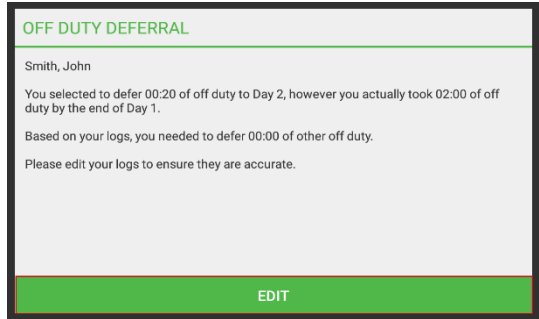 OFF DUTY DEFERRAL
Smith, John
You selected to defer 00:20 of off duty to Day 2, however you actually took 02:00 of off
duty by the end of Day 1.
Based on your logs, you needed to defer 00:00 of other off duty.
Please edit your logs to ensure they are accurate.
EDIT